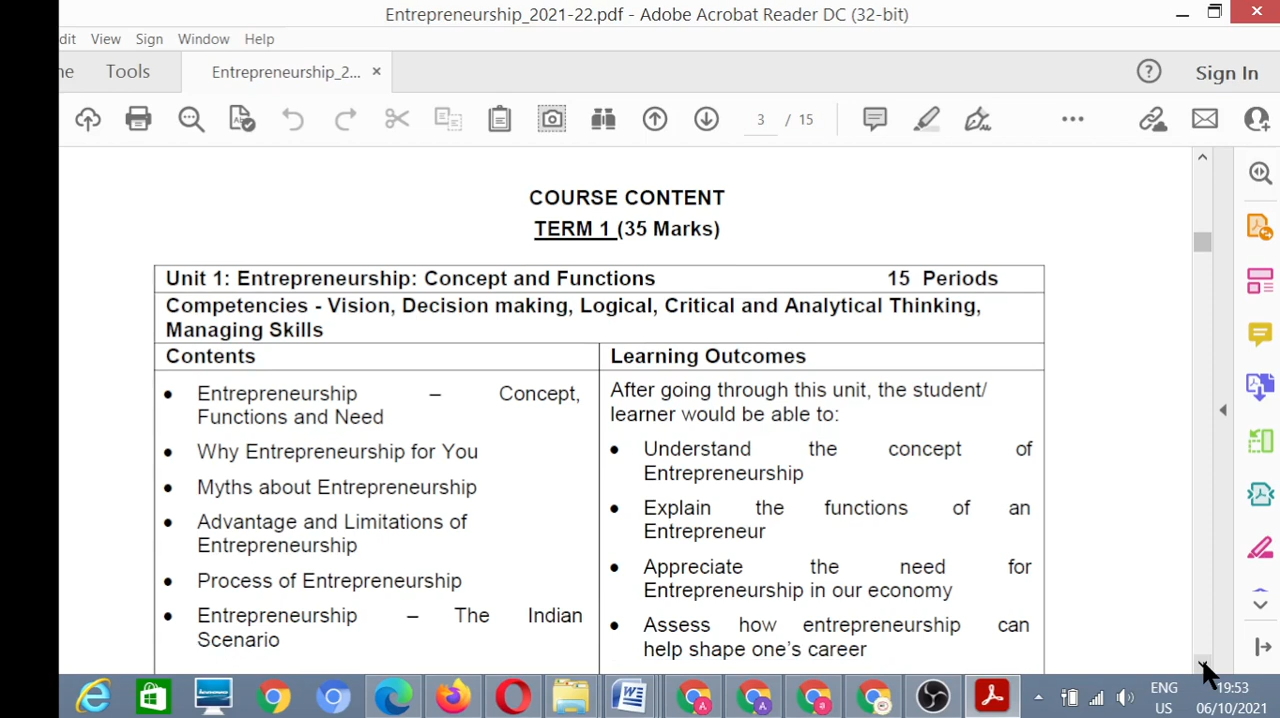 Entrepreneurship_2021-22.pdf - Adobe Acrobat Reader DC (32-bit)
dit View Sign Window Help
ne Tools Entrepreneurship_2... × Sign In
3 / 15
COURSE CONTENT
TERM 1 (35 Marks)
Unit 1: Entrepreneurship: Concept and Functions 15 Periods
Competencies - Vision, Decision making, Logical, Critical and Analytical Thinking,
Managing Skills
Contents
• Entrepreneurship – Concept,
Functions and Need
• Why Entrepreneurship for You
• Myths about Entrepreneurship
• Advantage and Limitations of
Entrepreneurship
• Process of Entrepreneurship
• Entrepreneurship – The Indian
Scenario
Learning Outcomes
After going through this unit, the student/
learner would be able to:
• Understand the concept of
Entrepreneurship
• Explain the functions of an
Entrepreneur
• Appreciate the need for
Entrepreneurship in our economy
• Assess how entrepreneurship can
help shape one's career
ENG 19:53
US 06/10/2021